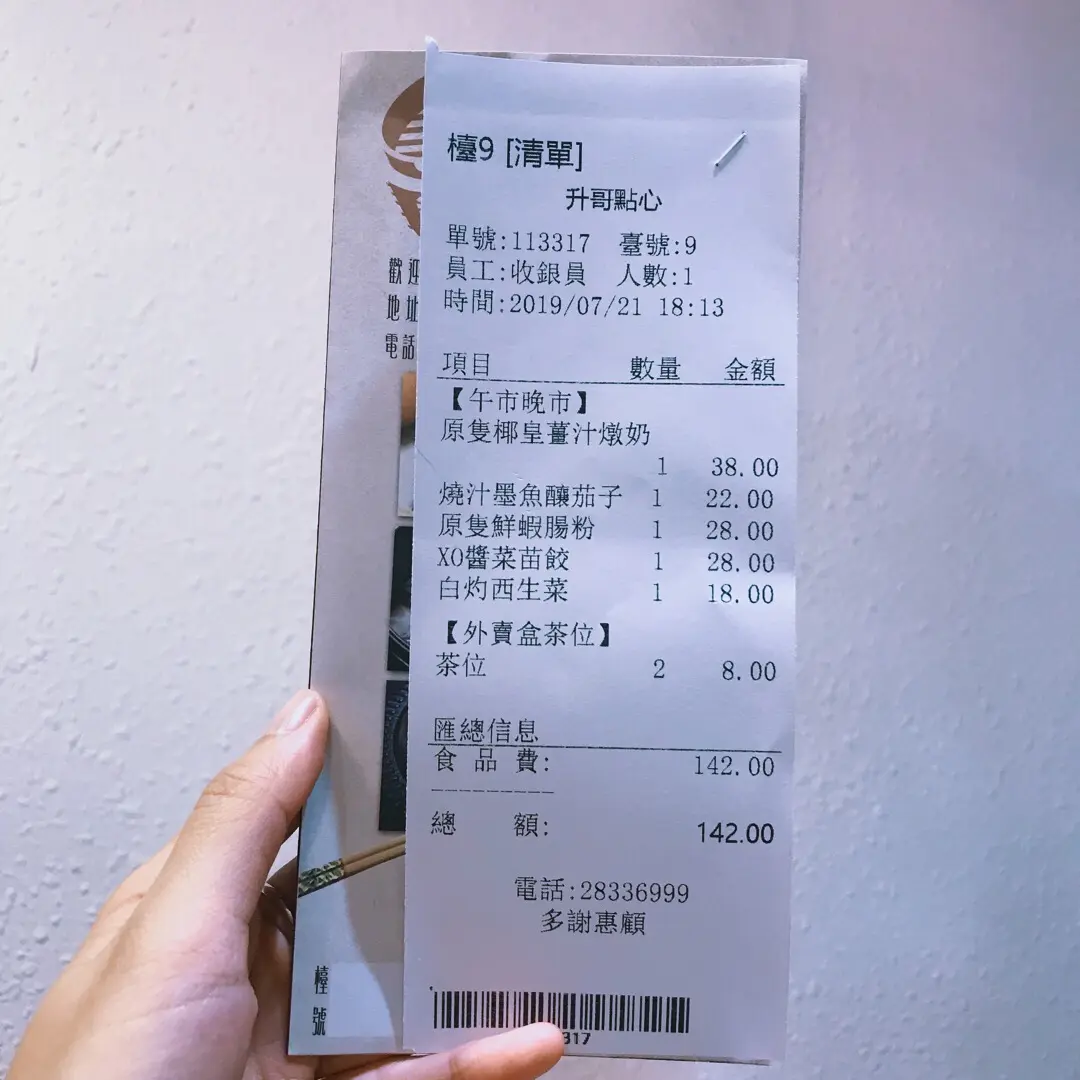 檯9 [清單]
升哥點心
單號:113317 臺號:9
員工:收銀員 人數:1
時間:2019/07/21 18:13
項目 數量 金額
【午市晚市】
原隻椰皇薑汁燉奶
1 38.00
燒汁墨魚釀茄子 1 22.00
原隻鮮蝦腸粉 1 28.00
XO醬菜苗餃 1 28.00
白灼西生菜 1 18.00
【外賣盒茶位】
茶位 2 8.00
匯總信息
食品費: 142.00
---------
總額: 142.00
電話:28336999
多謝惠顧
317
歡迎
地址
電話
檯號